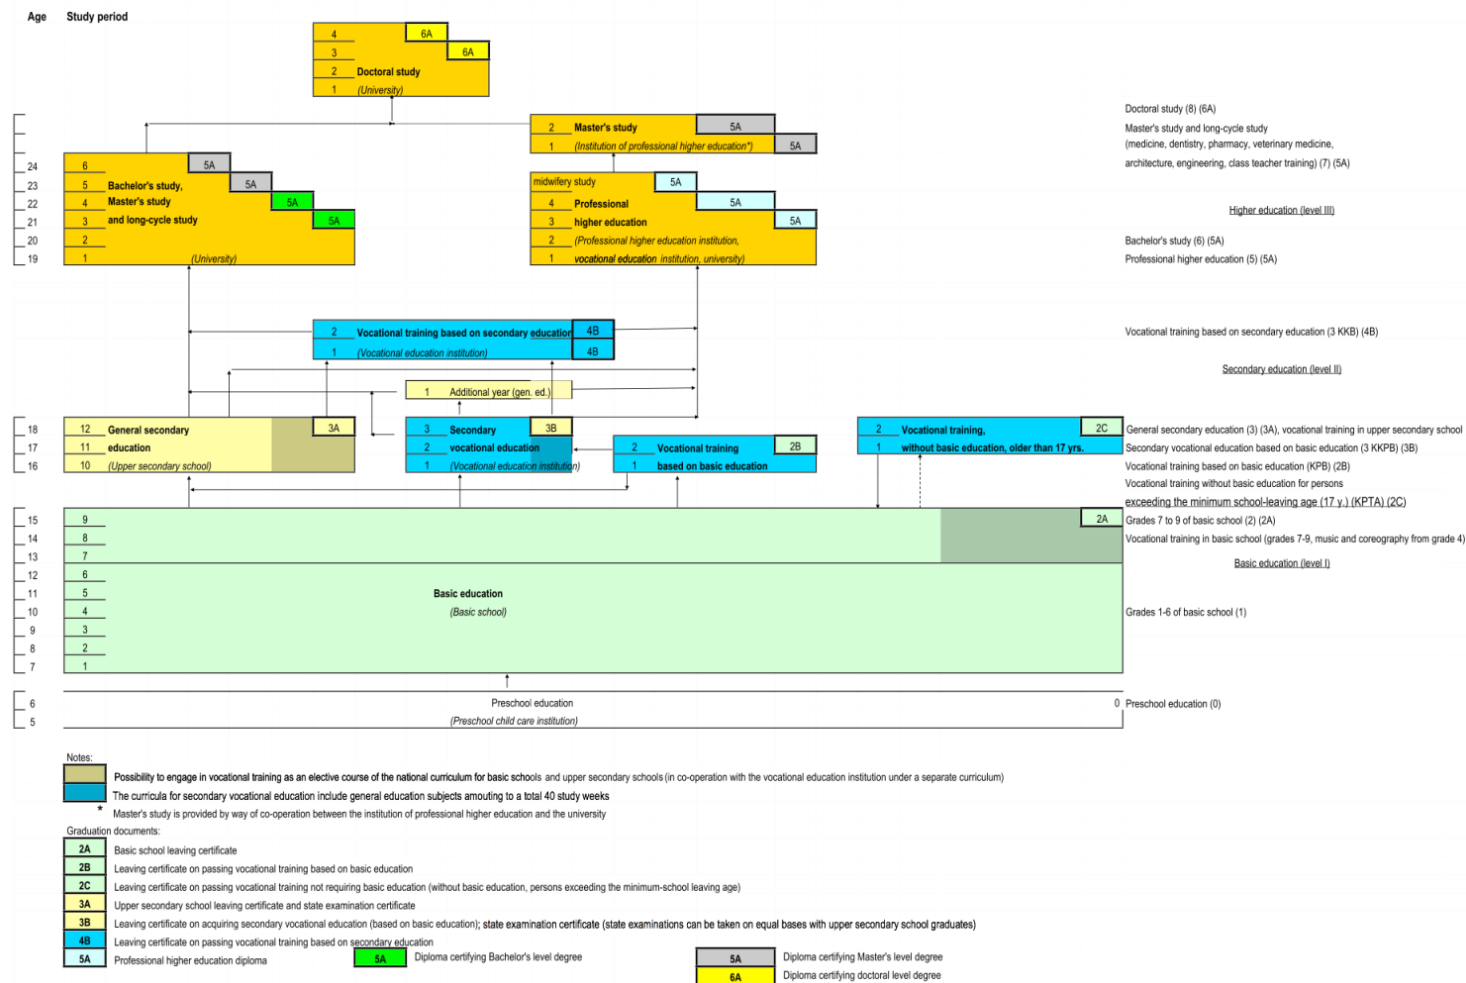 Age Study period
4 6A
3 6A
2 Doctoral study
1 (University)
Doctoral study (8) (6A)
2 Master's study 5A
Master's study and long-cycle study
1 (Institution of professional higher education*) 5A
(medicine, dentistry, pharmacy, veterinary medicine,
24 6 5A
architecture, engineering, class teacher training) (7) (5A)
midwifery study 5A
23 5 Bachelor's study, 5A
22 4 Master's study 5A
4 Professional 5A
Higher education (level III)
21 3 and long-cycle study 5A
3 higher education 5A
20 2
2 (Professional higher education institution,
Bachelor's study (6) (5A)
19 1 (University)
1 vocational education institution, university)
Professional higher education (5) (5A)
2 Vocational training based on secondary education 4B
Vocational training based on secondary education (3 KKB) (4B)
1 (Vocational education institution) 4B
Secondary education (level II)
1 Additional year (gen. ed.)
18 12 General secondary 3A
3 Secondary 3B
2 Vocational training, 2C
General secondary education (3) (3A), vocational training in upper secondary school
17 11 education
2 vocational education
2 Vocational training 2B
1 without basic education, older than 17 yrs.
Secondary vocational education based on basic education (3 KKPB) (3B)
16 10 (Upper secondary school)
1 (Vocational education institution)
1 based on basic education
Vocational training based on basic education (KPB) (2B)
Vocational training without basic education for persons
exceeding the minimum school-leaving age (17 y.) (KPTA) (2C)
15 9 2A Grades 7 to 9 of basic school (2) (2A)
14 8 Vocational training in basic school (grades 7-9, music and coreography from grade 4)
13 7 Basic education (level I)
12 6
11 5 Basic education
10 4 (Basic school) Grades 1-6 of basic school (1)
9 3
8 2
7 1
6 Preschool education 0 Preschool education (0)
5 (Preschool child care institution)
Notes:
Possibility to engage in vocational training as an elective course of the national curriculum for basic schools and upper secondary schools (in co-operation with the vocational education institution under a separate curriculum)
The curricula for secondary vocational education include general education subjects amouting to a total 40 study weeks
* Master's study is provided by way of co-operation between the institution of professional higher education and the university
Graduation documents:
2A Basic school leaving certificate
2B Leaving certificate on passing vocational training based on basic education
2C Leaving certificate on passing vocational training not requiring basic education (without basic education, persons exceeding the minimum-school leaving age)
3A Upper secondary school leaving certificate and state examination certificate
3B Leaving certificate on acquiring secondary vocational education (based on basic education); state examination certificate (state examinations can be taken on equal bases with upper secondary school graduates)
4B Leaving certificate on passing vocational training based on secondary education
5A Professional higher education diploma 5A Diploma certifying Bachelor's level degree 5A Diploma certifying Master's level degree
6A Diploma certifying doctoral level degree